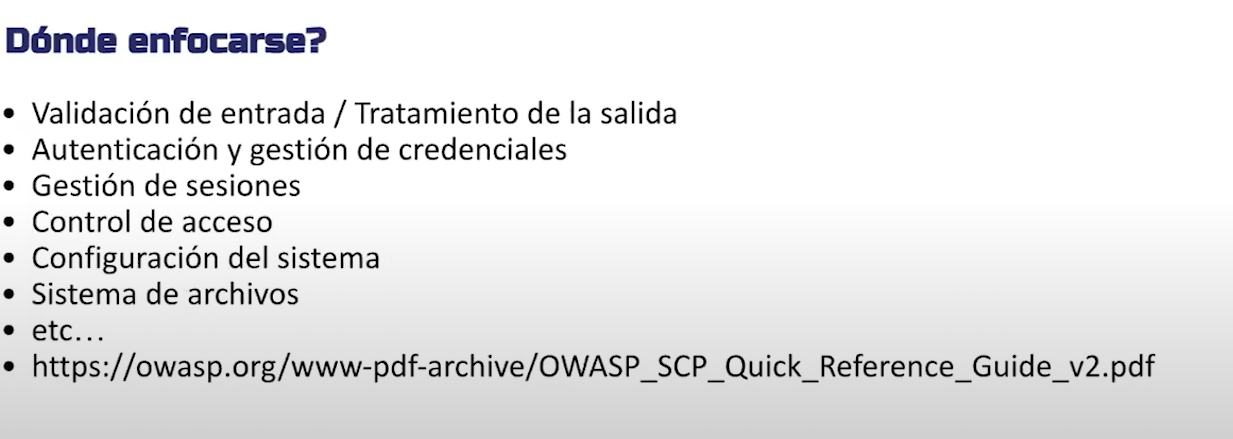 Dónde enfocarse?
• Validación de entrada / Tratamiento de la salida
• Autenticación y gestión de credenciales
• Gestión de sesiones
• Control de acceso
• Configuración del sistema
• Sistema de archivos
• etc...
• https://owasp.org/www-pdf-archive/OWASP_SCP_Quick_Reference_Guide_v2.pdf